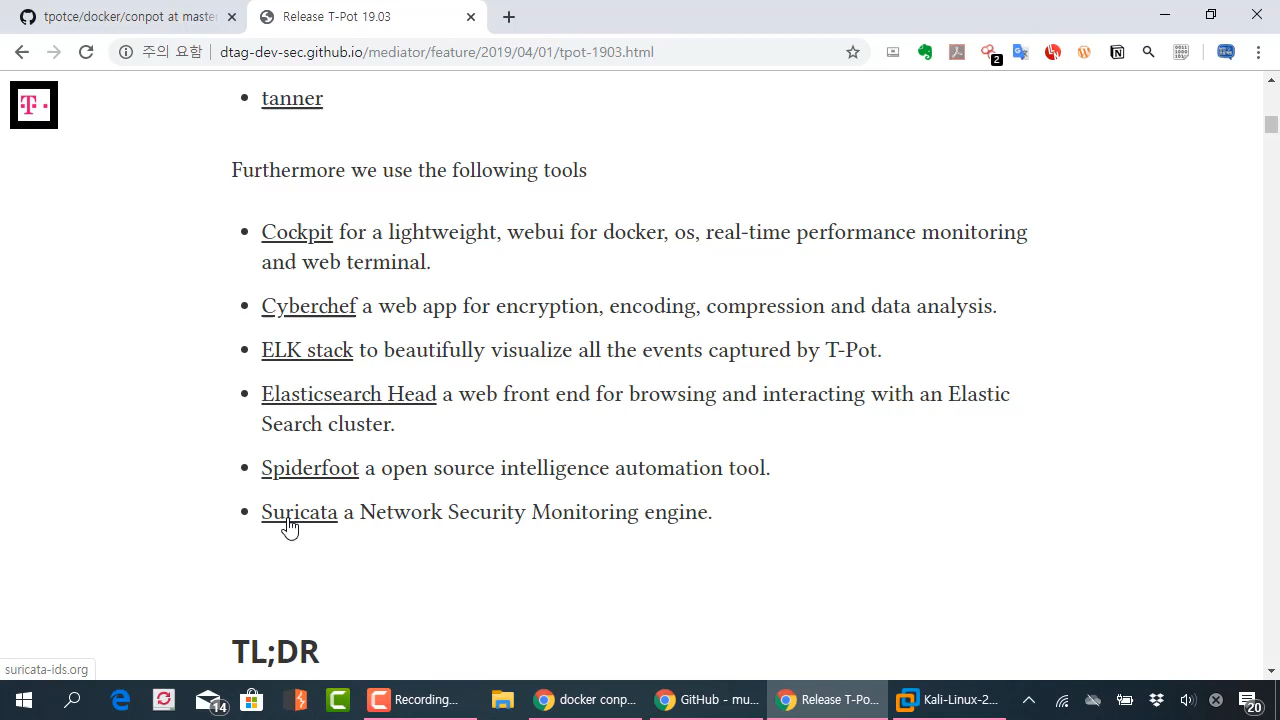 tpotce/docker/conpot at master
Release T-Pot 19.03
주의 요함
dtag-dev-sec.github.io/mediator/feature/2019/04/01/tpot-1903.html
2
T
tanner
Furthermore we use the following tools
Cockpit for a lightweight, webui for docker, os, real-time performance monitoring
and web terminal.
Cyberchef a web app for encryption, encoding, compression and data analysis.
ELK stack to beautifully visualize all the events captured by T-Pot.
Elasticsearch Head a web front end for browsing and interacting with an Elastic
Search cluster.
Spiderfoot a open source intelligence automation tool.
Suricata a Network Security Monitoring engine.
TL;DR
suricata-ids.org
14
Recording...
docker conp...
GitHub - mu...
Release T-Po...
Kali-Linux-2...
20